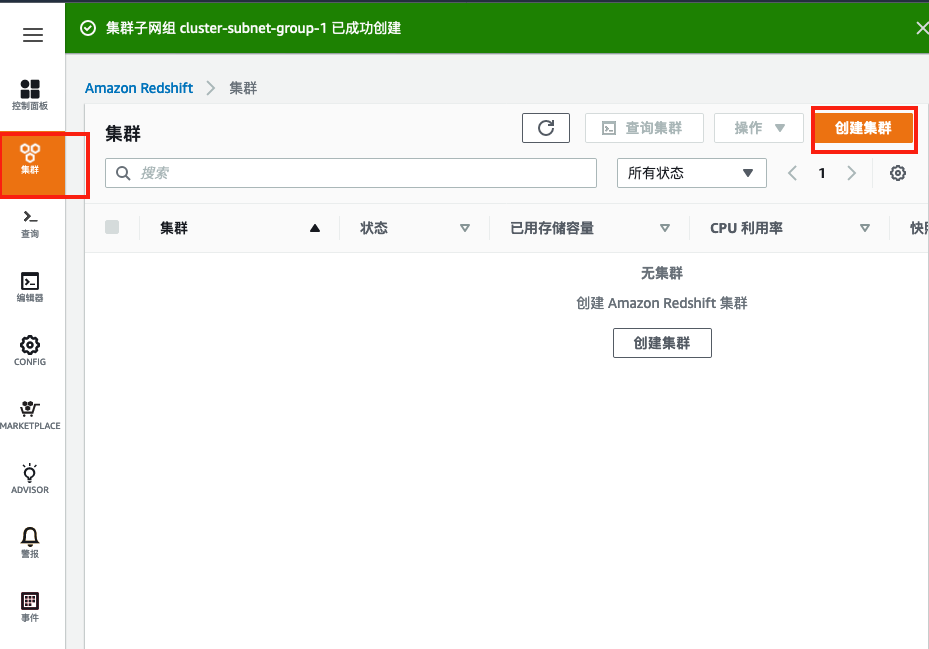 集群子网组 cluster-subnet-group-1 已成功创建
Amazon Redshift 集群
控制面板
集群
查询
编辑器
CONFIG
MARKETPLACE
ADVISOR
警报
事件
集群
查询集群 操作 创建集群
搜索 所有状态 1
集群 状态 已用存储容量 CPU 利用率
无集群
创建 Amazon Redshift 集群
创建集群